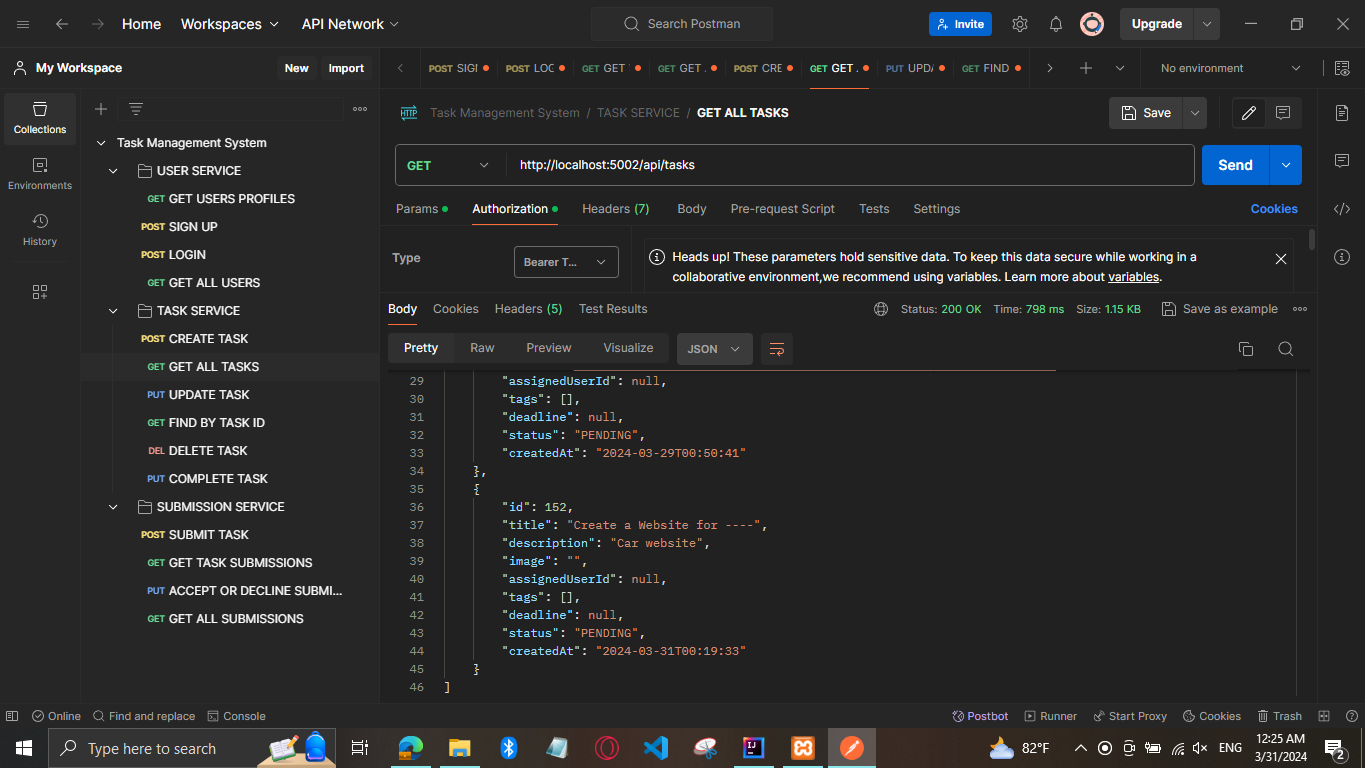 Home Workspaces API Network Search Postman Invite Upgrade
My Workspace New Import POST SIGI POST LOC GET GET GET GET . POST CRE GET GET . PUT UPDA GET FIND No environment
Collections
Environments
History
Task Management System
USER SERVICE
GET GET USERS PROFILES
POST SIGN UP
POST LOGIN
GET GET ALL USERS
TASK SERVICE
POST CREATE TASK
GET GET ALL TASKS
PUT UPDATE TASK
GET FIND BY TASK ID
DEL DELETE TASK
PUT COMPLETE TASK
SUBMISSION SERVICE
POST SUBMIT TASK
GET GET TASK SUBMISSIONS
PUT ACCEPT OR DECLINE SUBMI...
GET GET ALL SUBMISSIONS
HTTP Task Management System / TASK SERVICE / GET ALL TASKS Save
GET http://localhost:5002/api/tasks Send
Params Authorization Headers (7) Body Pre-request Script Tests Settings Cookies
Type Bearer T...
Heads up! These parameters hold sensitive data. To keep this data secure while working in a
collaborative environment,we recommend using variables. Learn more about variables.
Body Cookies Headers (5) Test Results Status: 200 OK Time: 798 ms Size: 1.15 KB Save as example
Pretty Raw Preview Visualize JSON
29 "assignedUserId": null,
30 "tags": [],
31 "deadline": null,
32 "status": "PENDING",
33 "createdAt": "2024-03-29T00:50:41"
34 },
35 {
36 "id": 152,
37 "title": "Create a Website for ----",
38 "description": "Car website",
39 "image": "",
40 "assignedUserId": null,
41 "tags": [],
42 "deadline": null,
43 "status": "PENDING",
44 "createdAt": "2024-03-31T00:19:33"
45 }
46 ]
Online Find and replace Console Postbot Runner Start Proxy Cookies Trash
Type here to search 82°F ENG 12:25 AM
3/31/2024 2